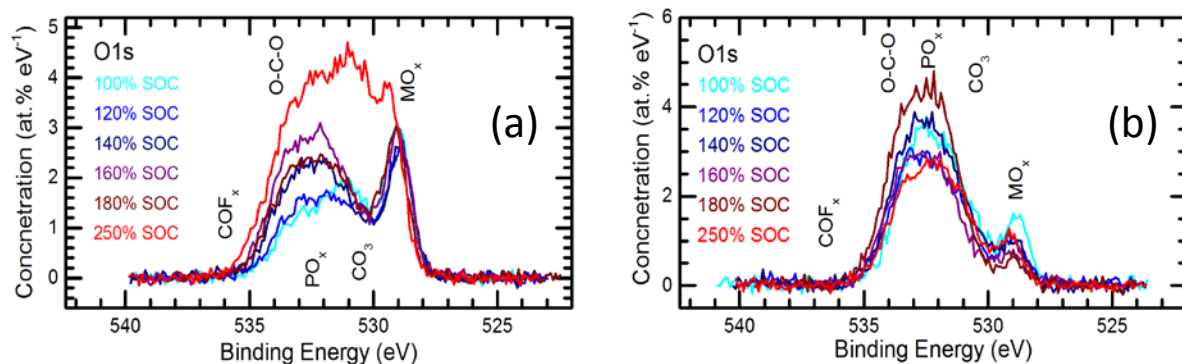 5
4
3
2
1
0
Concnetration (at. % eV⁻¹)
O1s
100% SOC
120% SOC
140% SOC
160% SOC
180% SOC
250% SOC
COFₓ
O-C-O
POₓ
CO₃
MOₓ
(a)
540
535
530
525
Binding Energy (eV)
6
4
2
0
Concnetration (at. % eV⁻¹)
O1s
100% SOC
120% SOC
140% SOC
160% SOC
180% SOC
250% SOC
COFₓ
O-C-O
POₓ
CO₃
MOₓ
(b)
540
535
530
525
Binding Energy (eV)